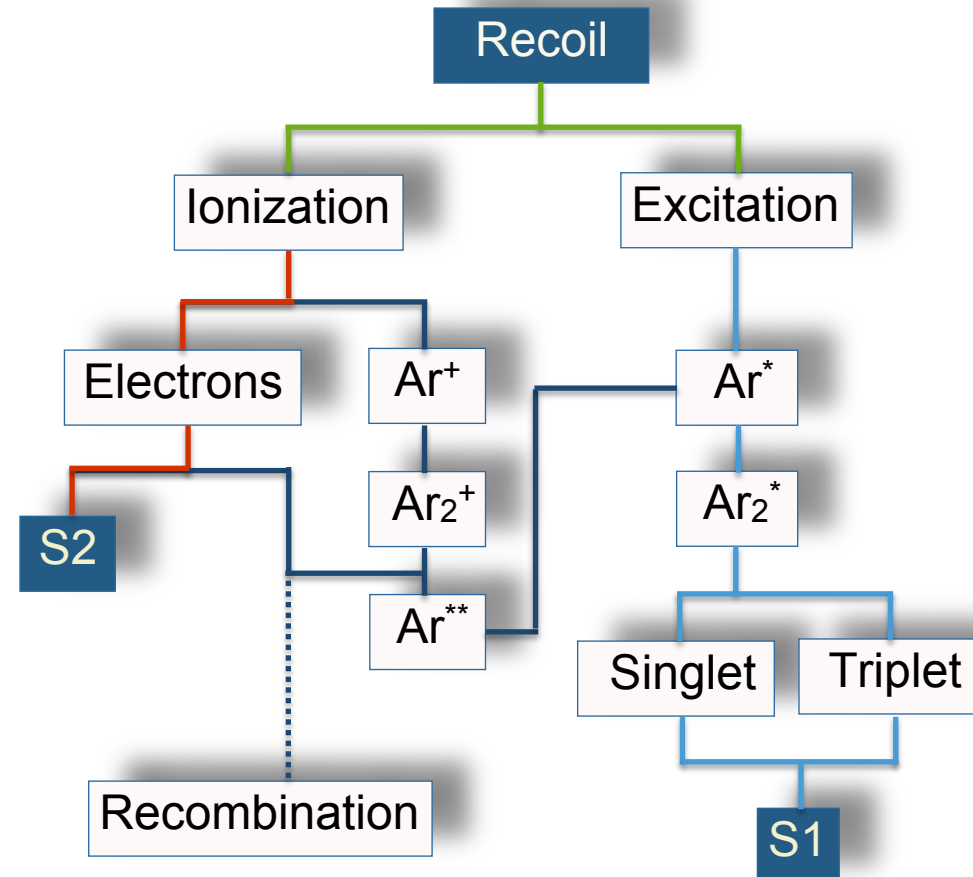 Recoil
Ionization
Excitation
Electrons
Ar⁺
Ar*
Ar₂⁺
Ar₂*
S2
Ar**
Singlet
Triplet
Recombination
S1